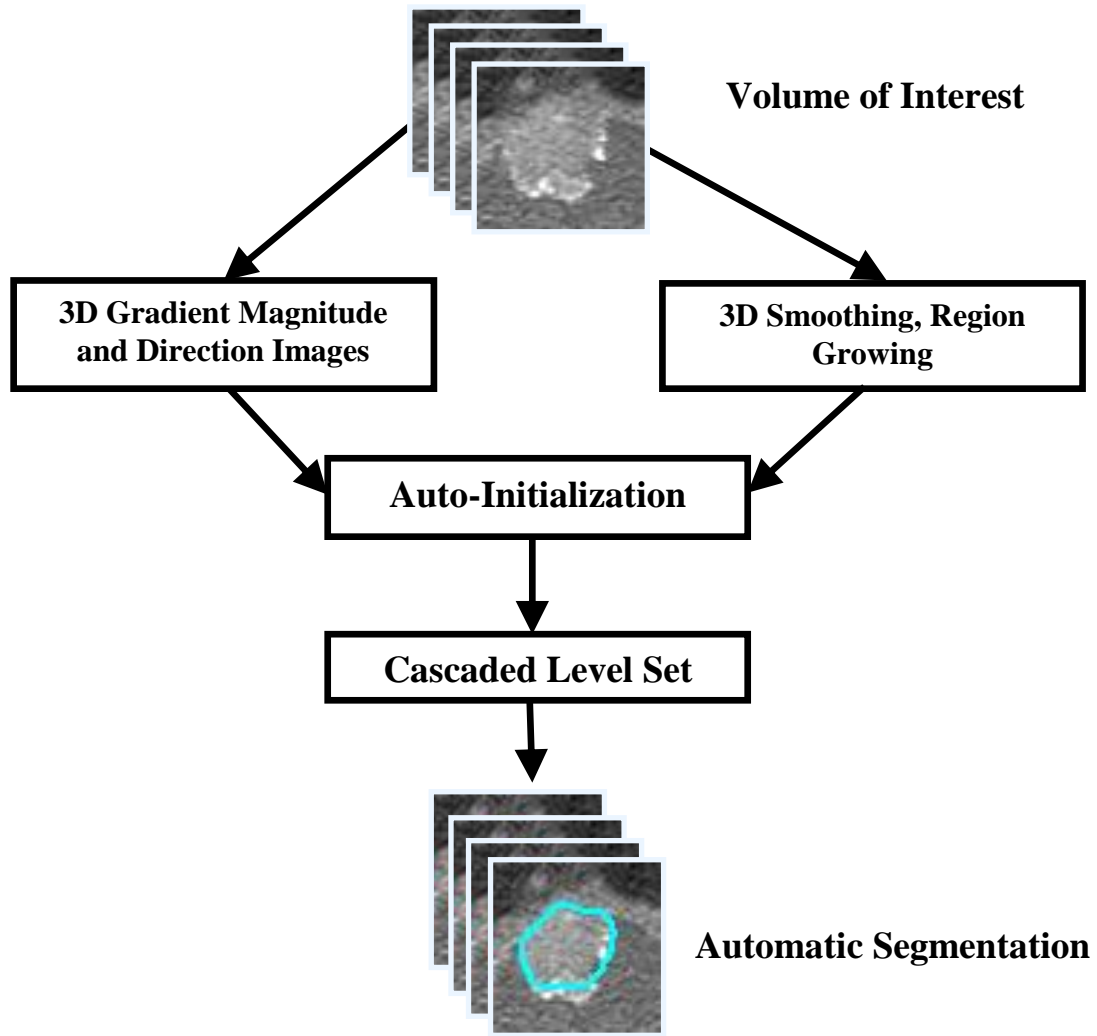 Volume of Interest
3D Gradient Magnitude
and Direction Images
3D Smoothing, Region
Growing
Auto-Initialization
Cascaded Level Set
Automatic Segmentation